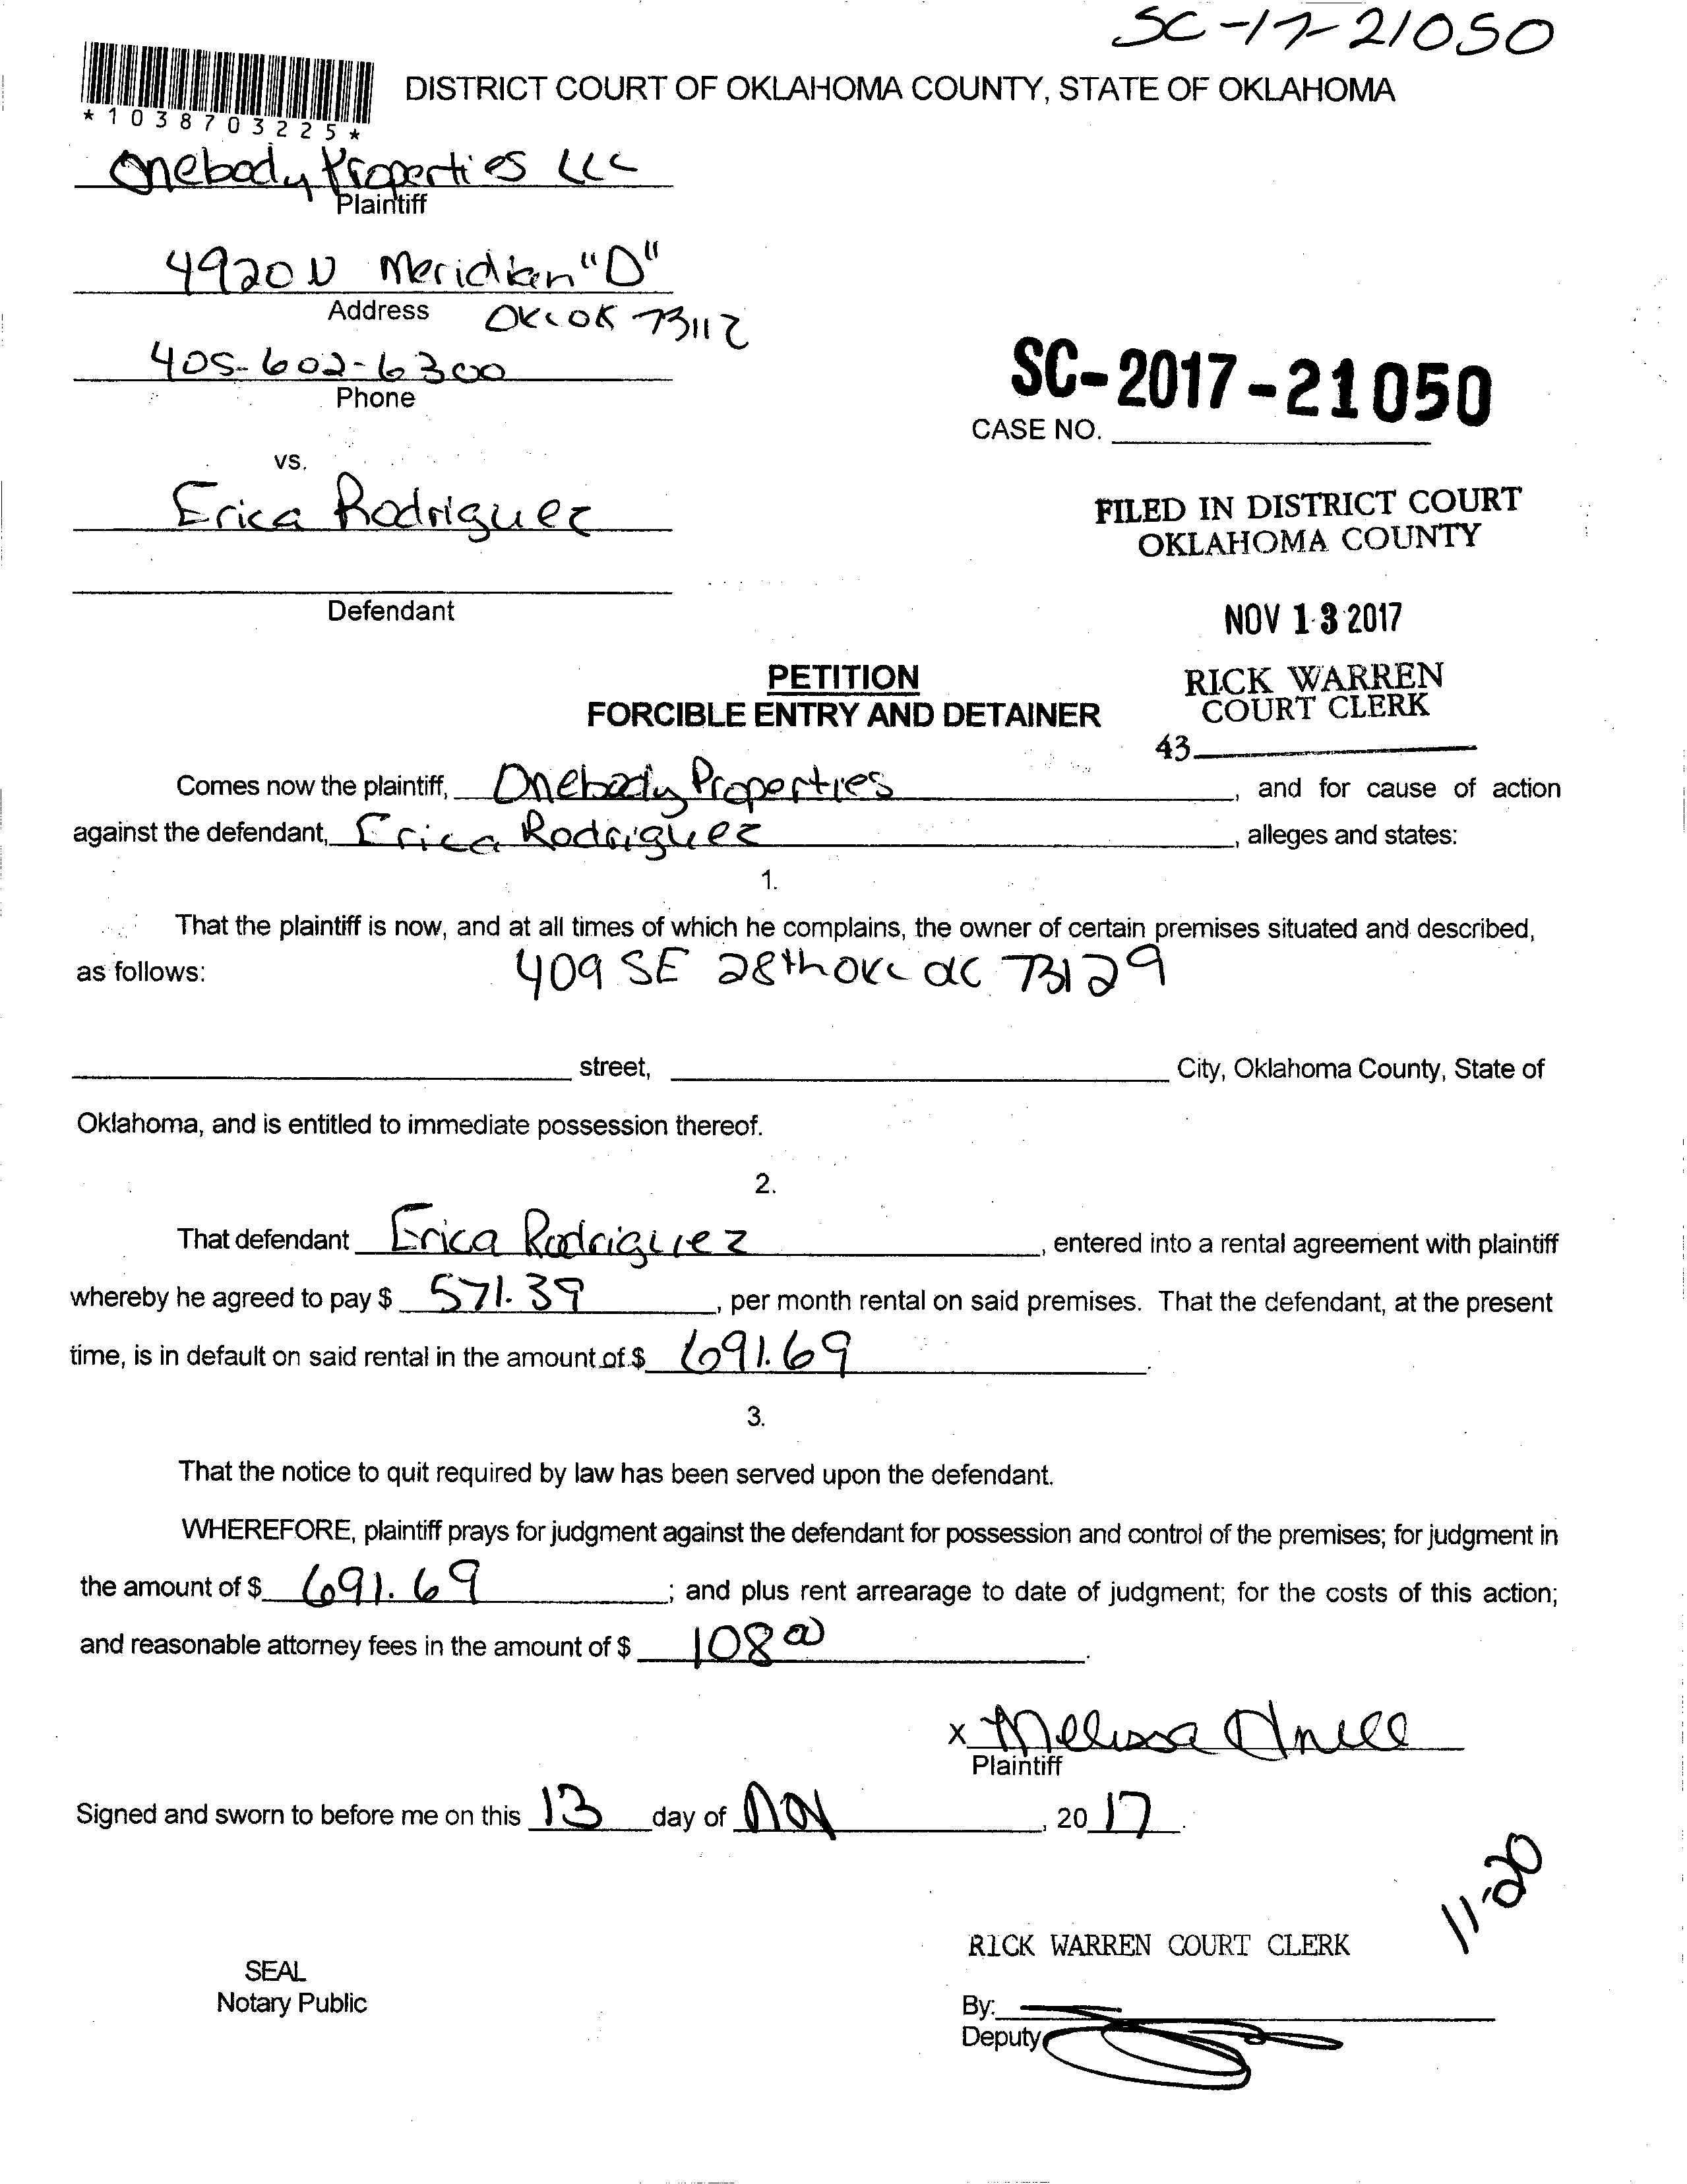 SC-17-21050
*1038703225*
DISTRICT COURT OF OKLAHOMA COUNTY, STATE OF OKLAHOMA
Onebody Properties LLC
Plaintiff
4920 N Meridian "D"
Address OKC OK 73112
405-602-6300
Phone
SC-2017-21050
CASE NO.
vs.
Erica Rodriguez
FILED IN DISTRICT COURT
OKLAHOMA COUNTY
Defendant
NOV 13 2017
PETITION
FORCIBLE ENTRY AND DETAINER
RICK WARREN
COURT CLERK
43
Comes now the plaintiff, Onebody Properties, and for cause of action
against the defendant, Erica Rodriguez, alleges and states:
1.
That the plaintiff is now, and at all times of which he complains, the owner of certain premises situated and described,
as follows: 409 SE 28th OKC OK 73129
street, City, Oklahoma County, State of
Oklahoma, and is entitled to immediate possession thereof.
2.
That defendant Erica Rodriguez, entered into a rental agreement with plaintiff
whereby he agreed to pay $ 571.39, per month rental on said premises. That the defendant, at the present
time, is in default on said rental in the amount of $ 691.69.
3.
That the notice to quit required by law has been served upon the defendant.
WHEREFORE, plaintiff prays for judgment against the defendant for possession and control of the premises; for judgment in
the amount of $ 691.69; and plus rent arrearage to date of judgment; for the costs of this action;
and reasonable attorney fees in the amount of $ 108 00.
X Melissa
Plaintiff
Signed and sworn to before me on this 13 day of Nov, 20 17.
11-20
RICK WARREN COURT CLERK
SEAL
Notary Public
By:
Deputy